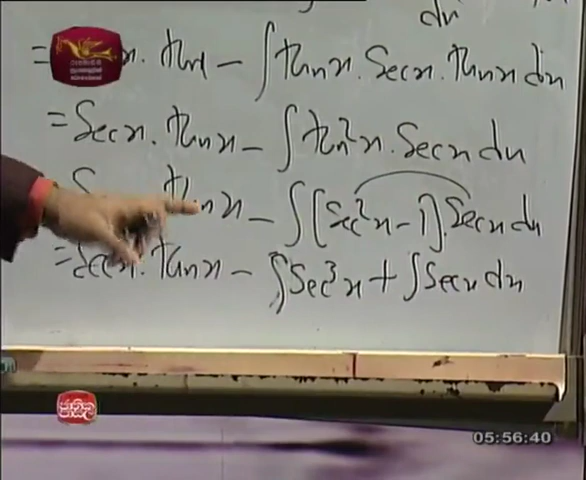 dx
= x . tanx − ∫ tanx . Secx . tanx dx
= Secx . tanx − ∫ tan²x . Secx dx
tanx − ∫ [Sec²x − 1] . Secx dx
= Secx . tanx − ∫ Sec³x + ∫ Secx dx
05:56:40